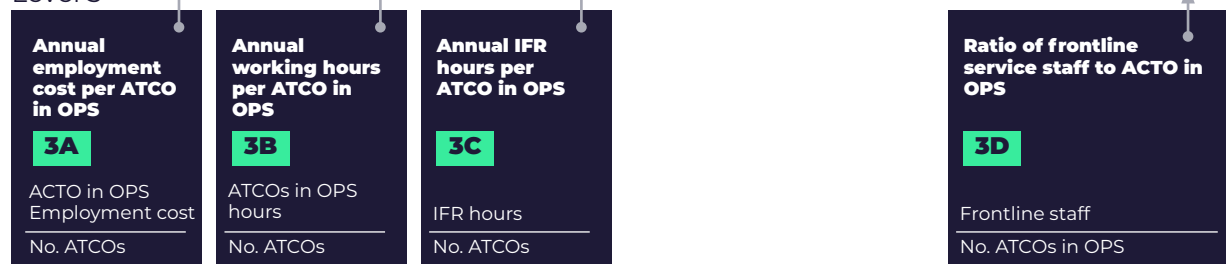 Levers
Annual
employment
cost per ATCO
in OPS
3A
ACTO in OPS
Employment cost
No. ATCOs
Annual
working hours
per ATCO in
OPS
3B
ATCOs in OPS
hours
No. ATCOs
Annual IFR
hours per
ATCO in OPS
3C
IFR hours
No. ATCOs
Ratio of frontline
service staff to ACTO in
OPS
3D
Frontline staff
No. ATCOs in OPS